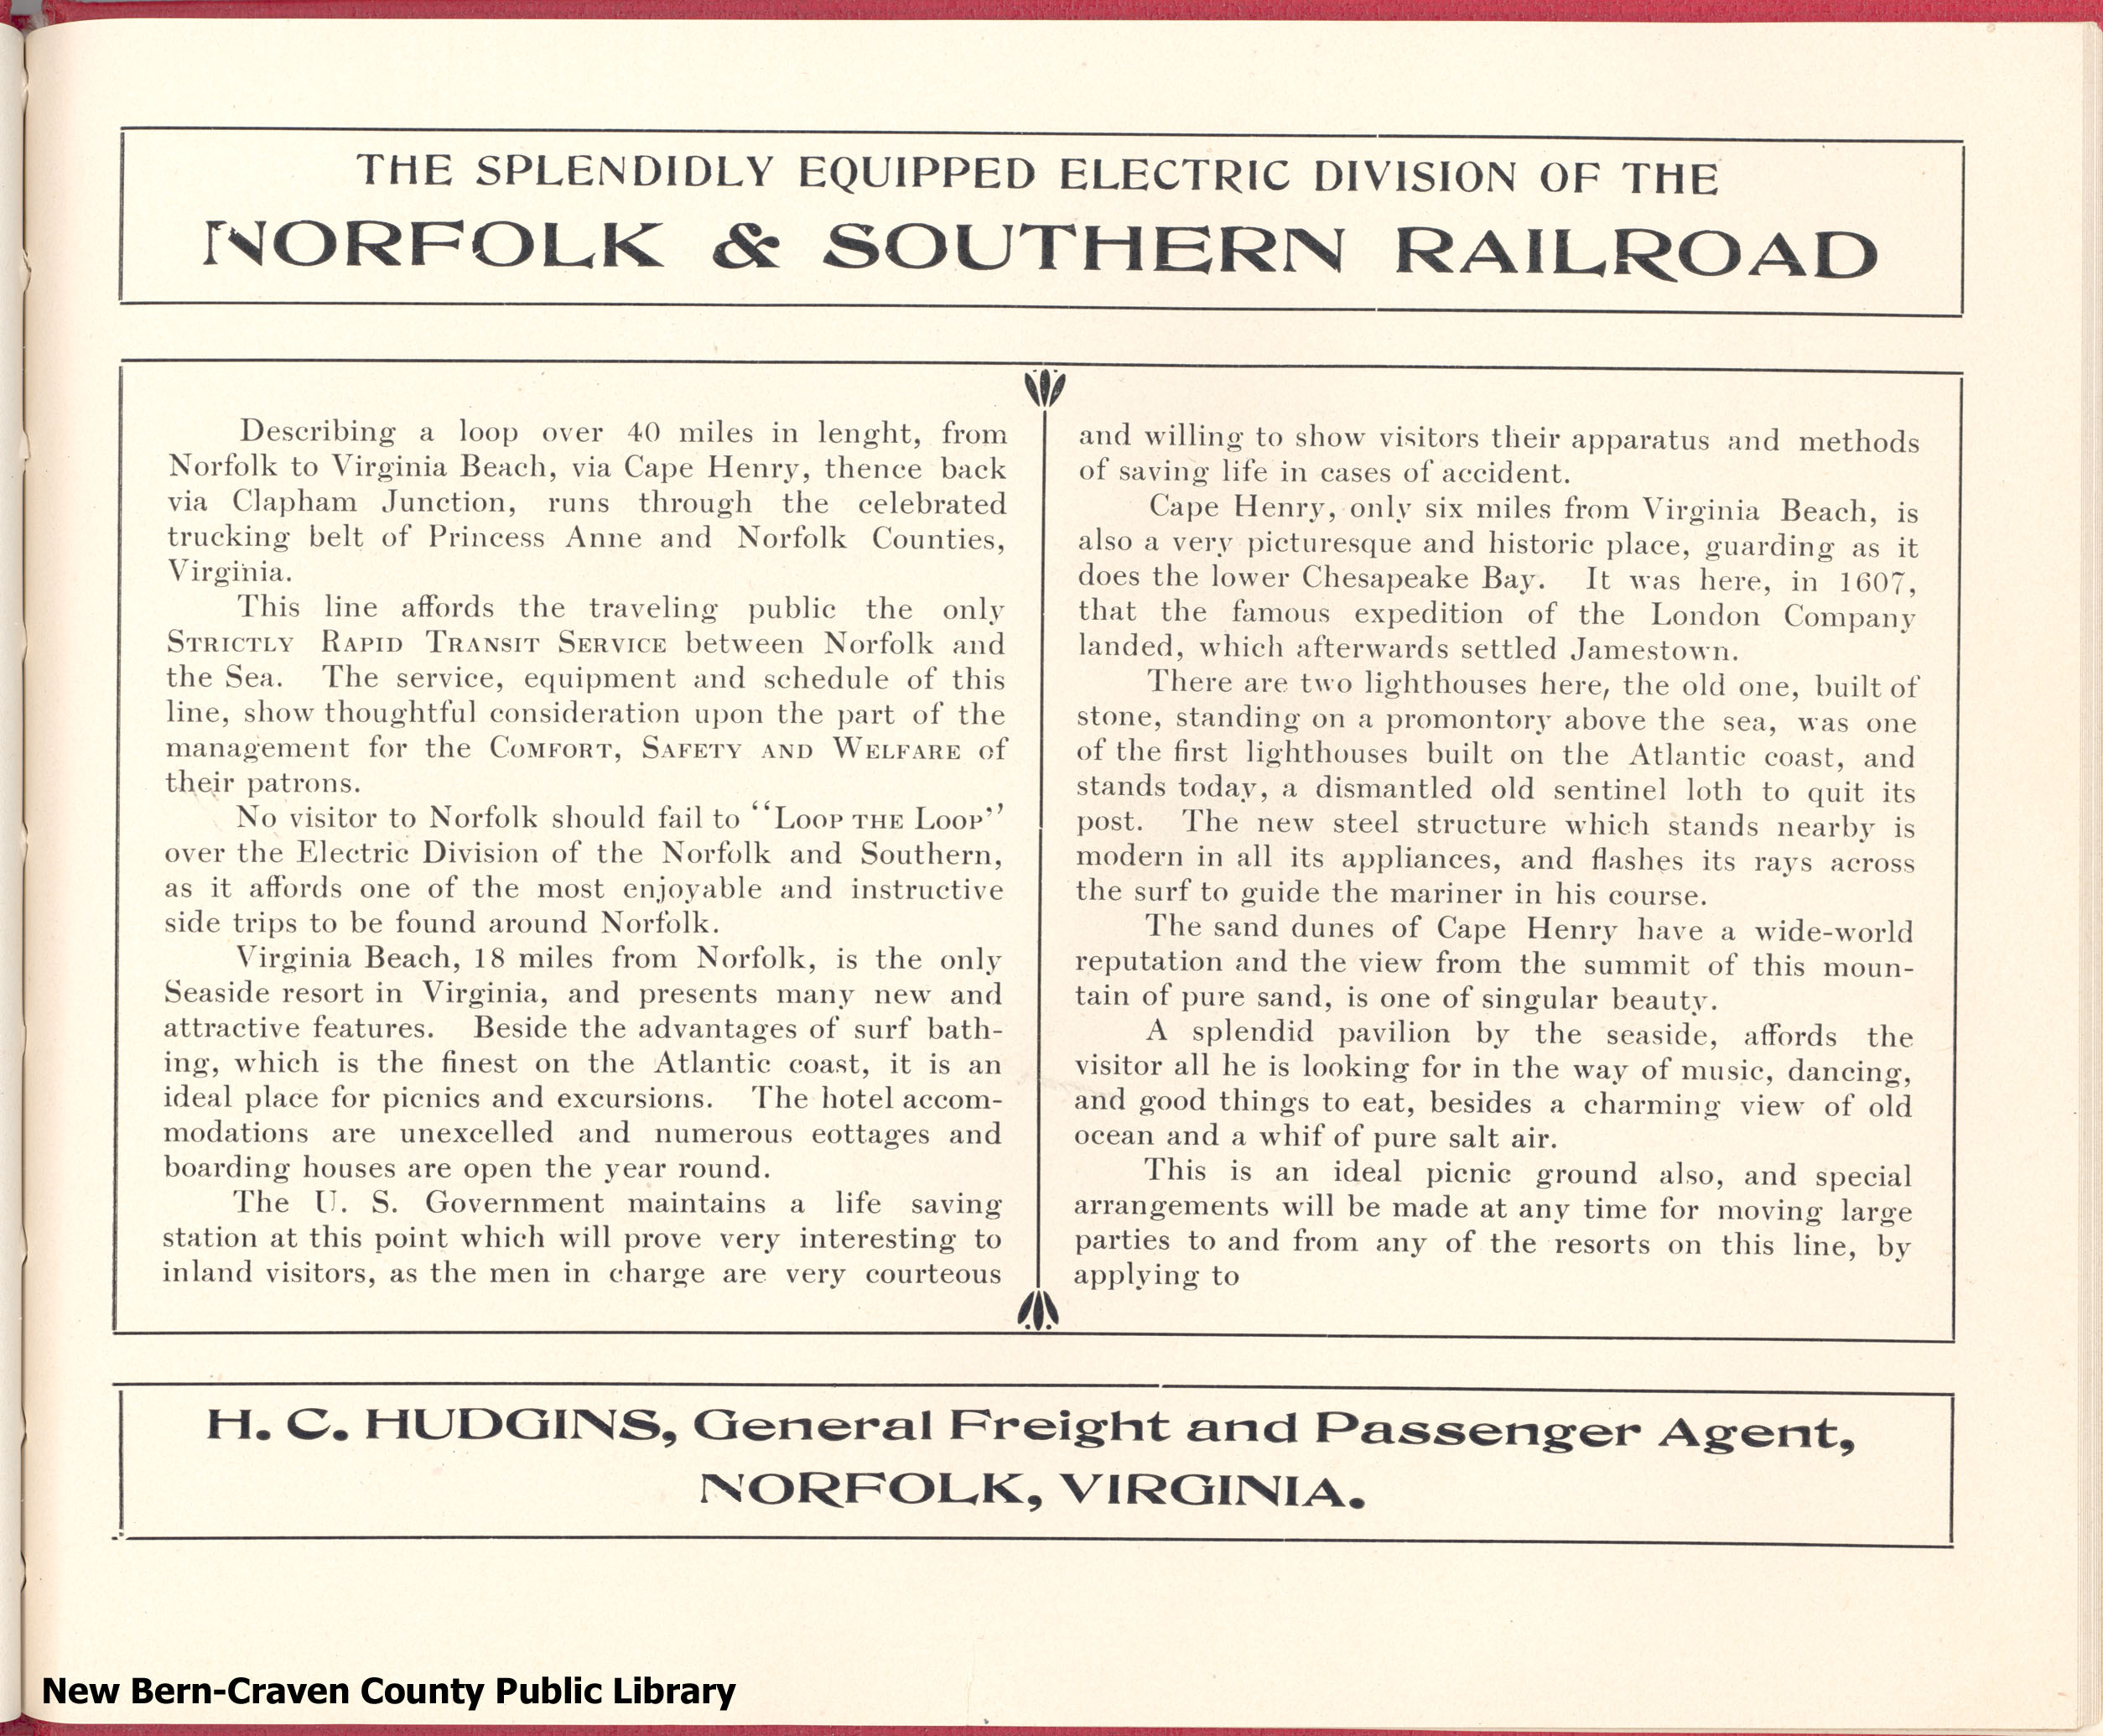 THE SPLENDIDLY EQUIPPED ELECTRIC DIVISION OF THE
NORFOLK & SOUTHERN RAILROAD
Describing a loop over 40 miles in lenght, from
Norfolk to Virginia Beach, via Cape Henry, thence back
via Clapham Junction, runs through the celebrated
trucking belt of Princess Anne and Norfolk Counties,
Virginia.
This line affords the traveling public the only
STRICTLY RAPID TRANSIT SERVICE between Norfolk and
the Sea. The service, equipment and schedule of this
line, show thoughtful consideration upon the part of the
management for the COMFORT, SAFETY AND WELFARE of
their patrons.
No visitor to Norfolk should fail to "LOOP THE LOOP"
over the Electric Division of the Norfolk and Southern,
as it affords one of the most enjoyable and instructive
side trips to be found around Norfolk.
Virginia Beach, 18 miles from Norfolk, is the only
Seaside resort in Virginia, and presents many new and
attractive features. Beside the advantages of surf bath-
ing, which is the finest on the Atlantic coast, it is an
ideal place for picnics and excursions. The hotel accom-
modations are unexcelled and numerous eottages and
boarding houses are open the year round.
The U. S. Government maintains a life saving
station at this point which will prove very interesting to
inland visitors, as the men in charge are very courteous
and willing to show visitors their apparatus and methods
of saving life in cases of accident.
Cape Henry, only six miles from Virginia Beach, is
also a very picturesque and historic place, guarding as it
does the lower Chesapeake Bay. It was here, in 1607,
that the famous expedition of the London Company
landed, which afterwards settled Jamestown.
There are two lighthouses here, the old one, built of
stone, standing on a promontory above the sea, was one
of the first lighthouses built on the Atlantic coast, and
stands today, a dismantled old sentinel loth to quit its
post. The new steel structure which stands nearby is
modern in all its appliances, and flashes its rays across
the surf to guide the mariner in his course.
The sand dunes of Cape Henry have a wide-world
reputation and the view from the summit of this moun-
tain of pure sand, is one of singular beauty.
A splendid pavilion by the seaside, affords the
visitor all he is looking for in the way of music, dancing,
and good things to eat, besides a charming view of old
ocean and a whif of pure salt air.
This is an ideal picnic ground also, and special
arrangements will be made at any time for moving large
parties to and from any of the resorts on this line, by
applying to
H. C. HUDGINS, General Freight and Passenger Agent,
NORFOLK, VIRGINIA.
New Bern-Craven County Public Library